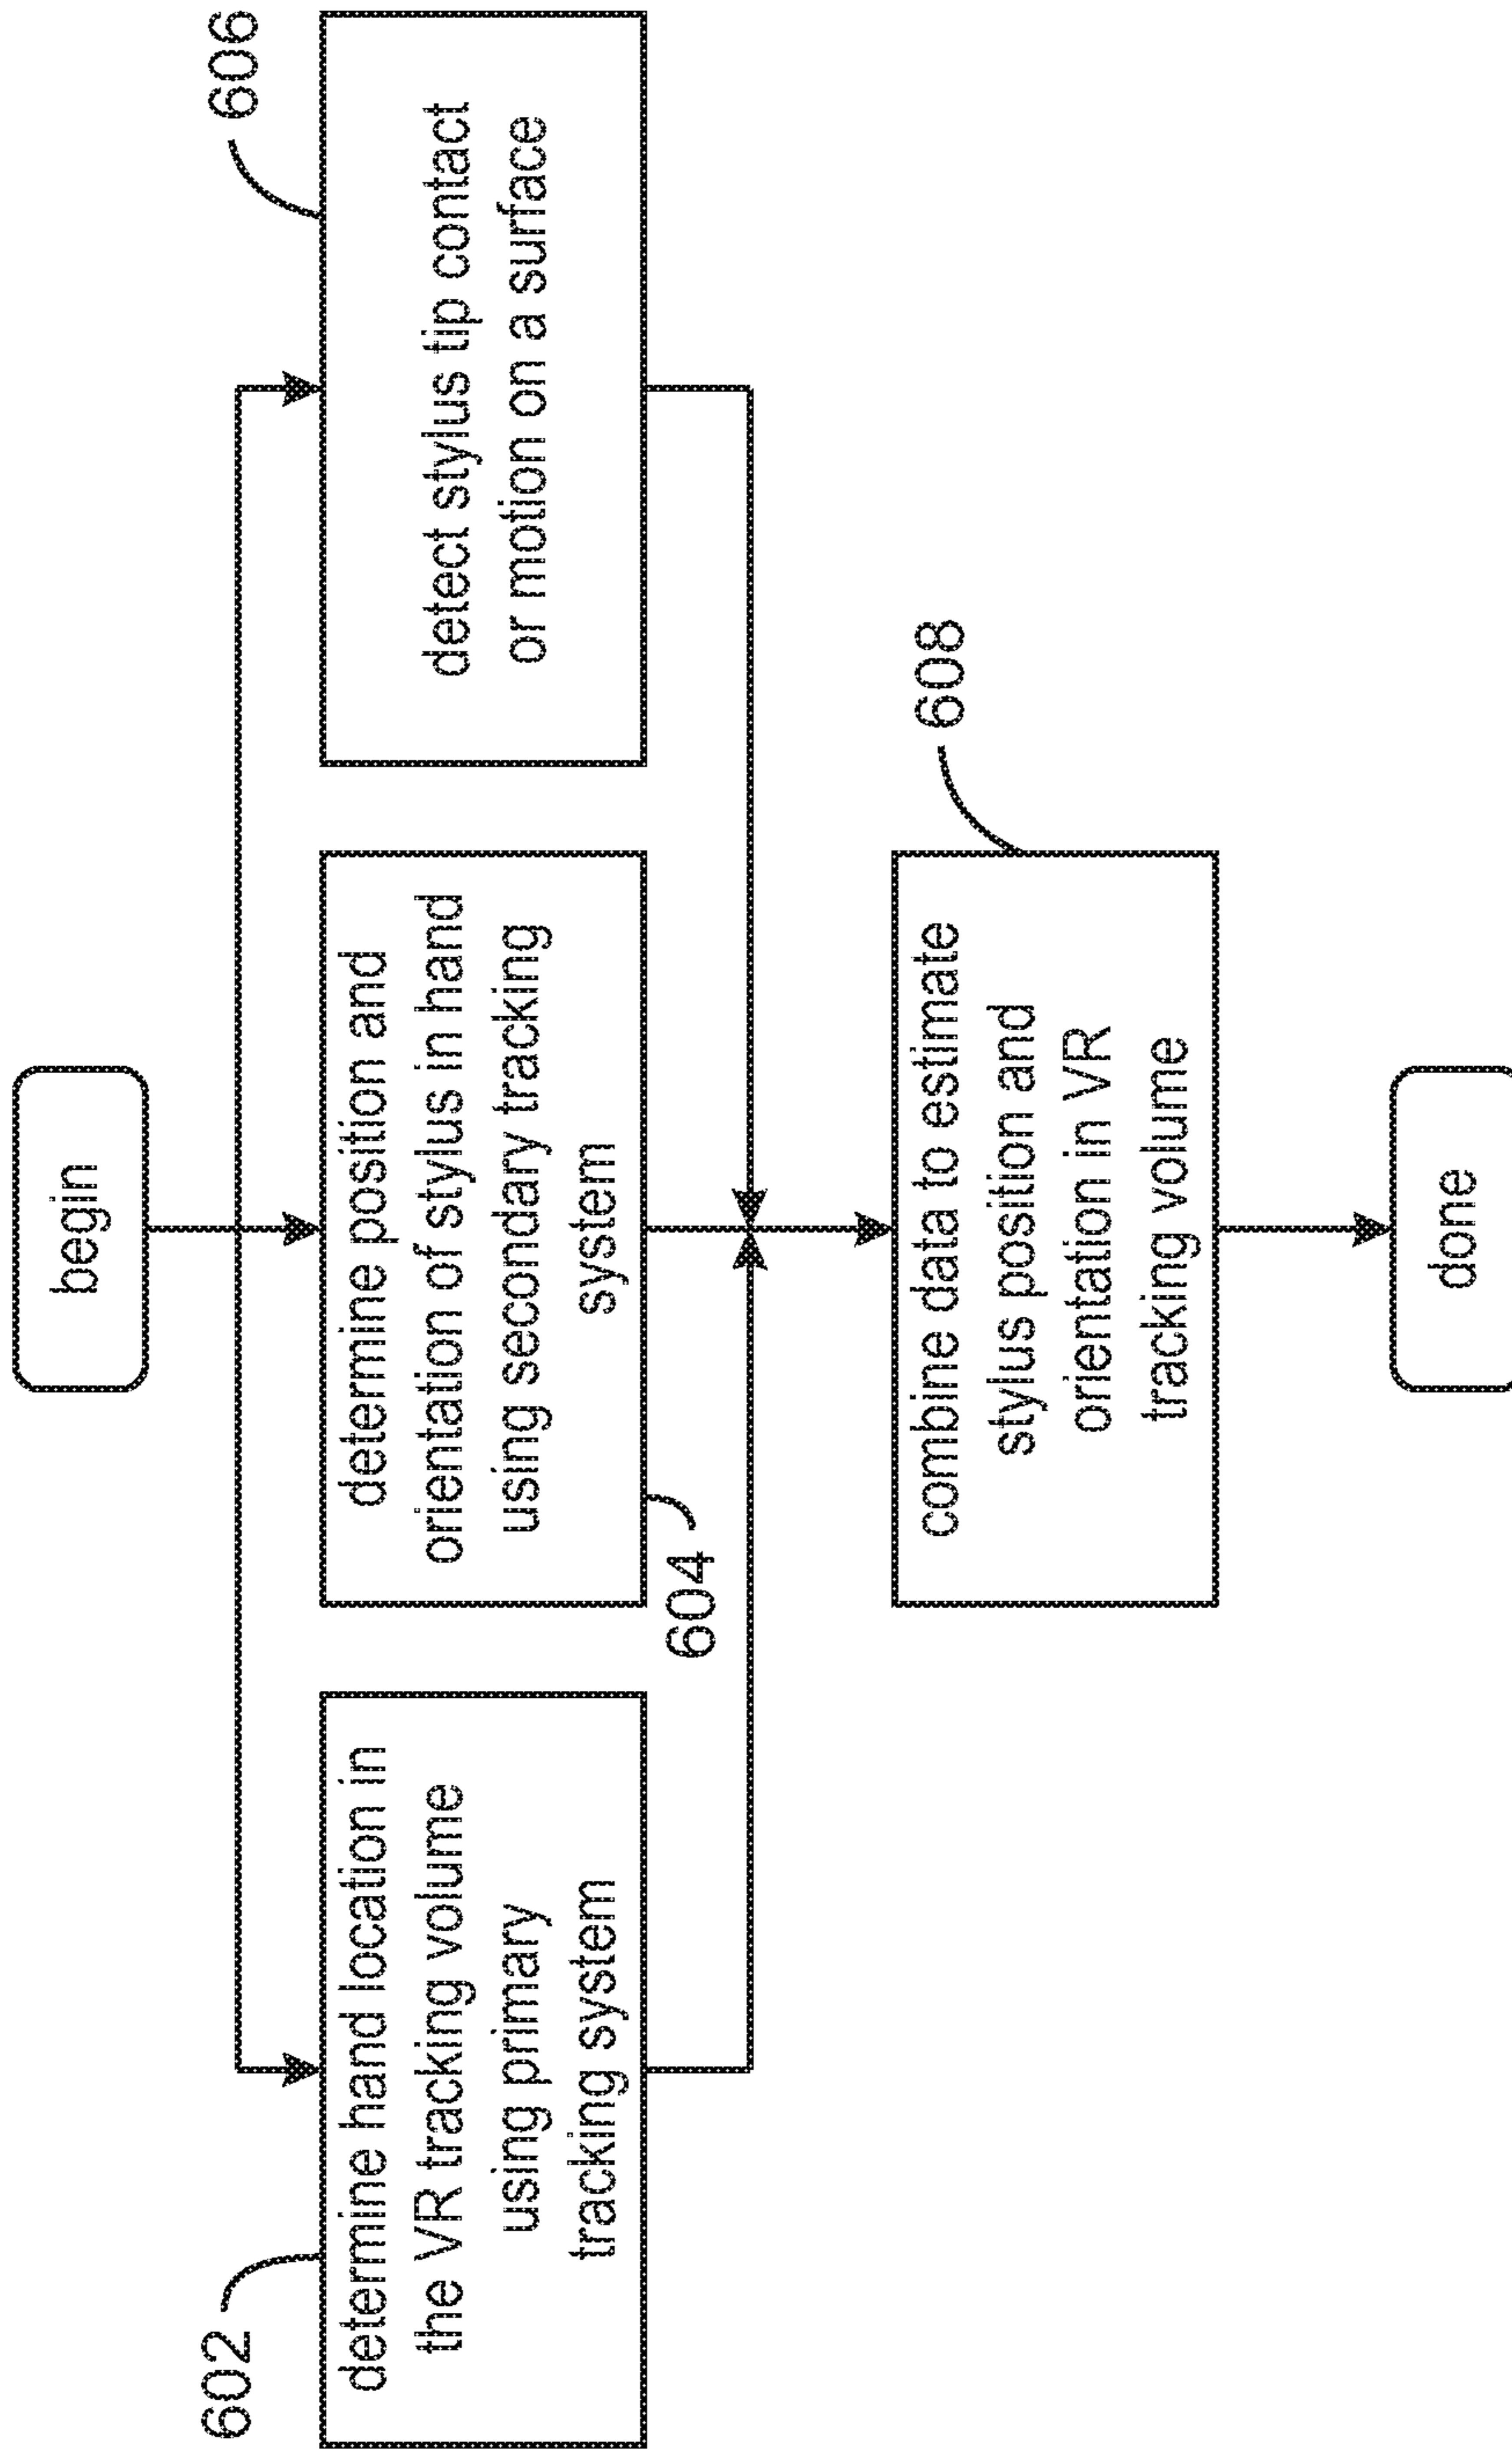 begin
602
determine hand location in
the VR tracking volume
using primary
tracking system
determine position and
orientation of stylus in hand
using secondary tracking
system
604
606
detect stylus tip contact
or motion on a surface
608
combine data to estimate
stylus position and
orientation in VR
tracking volume
done